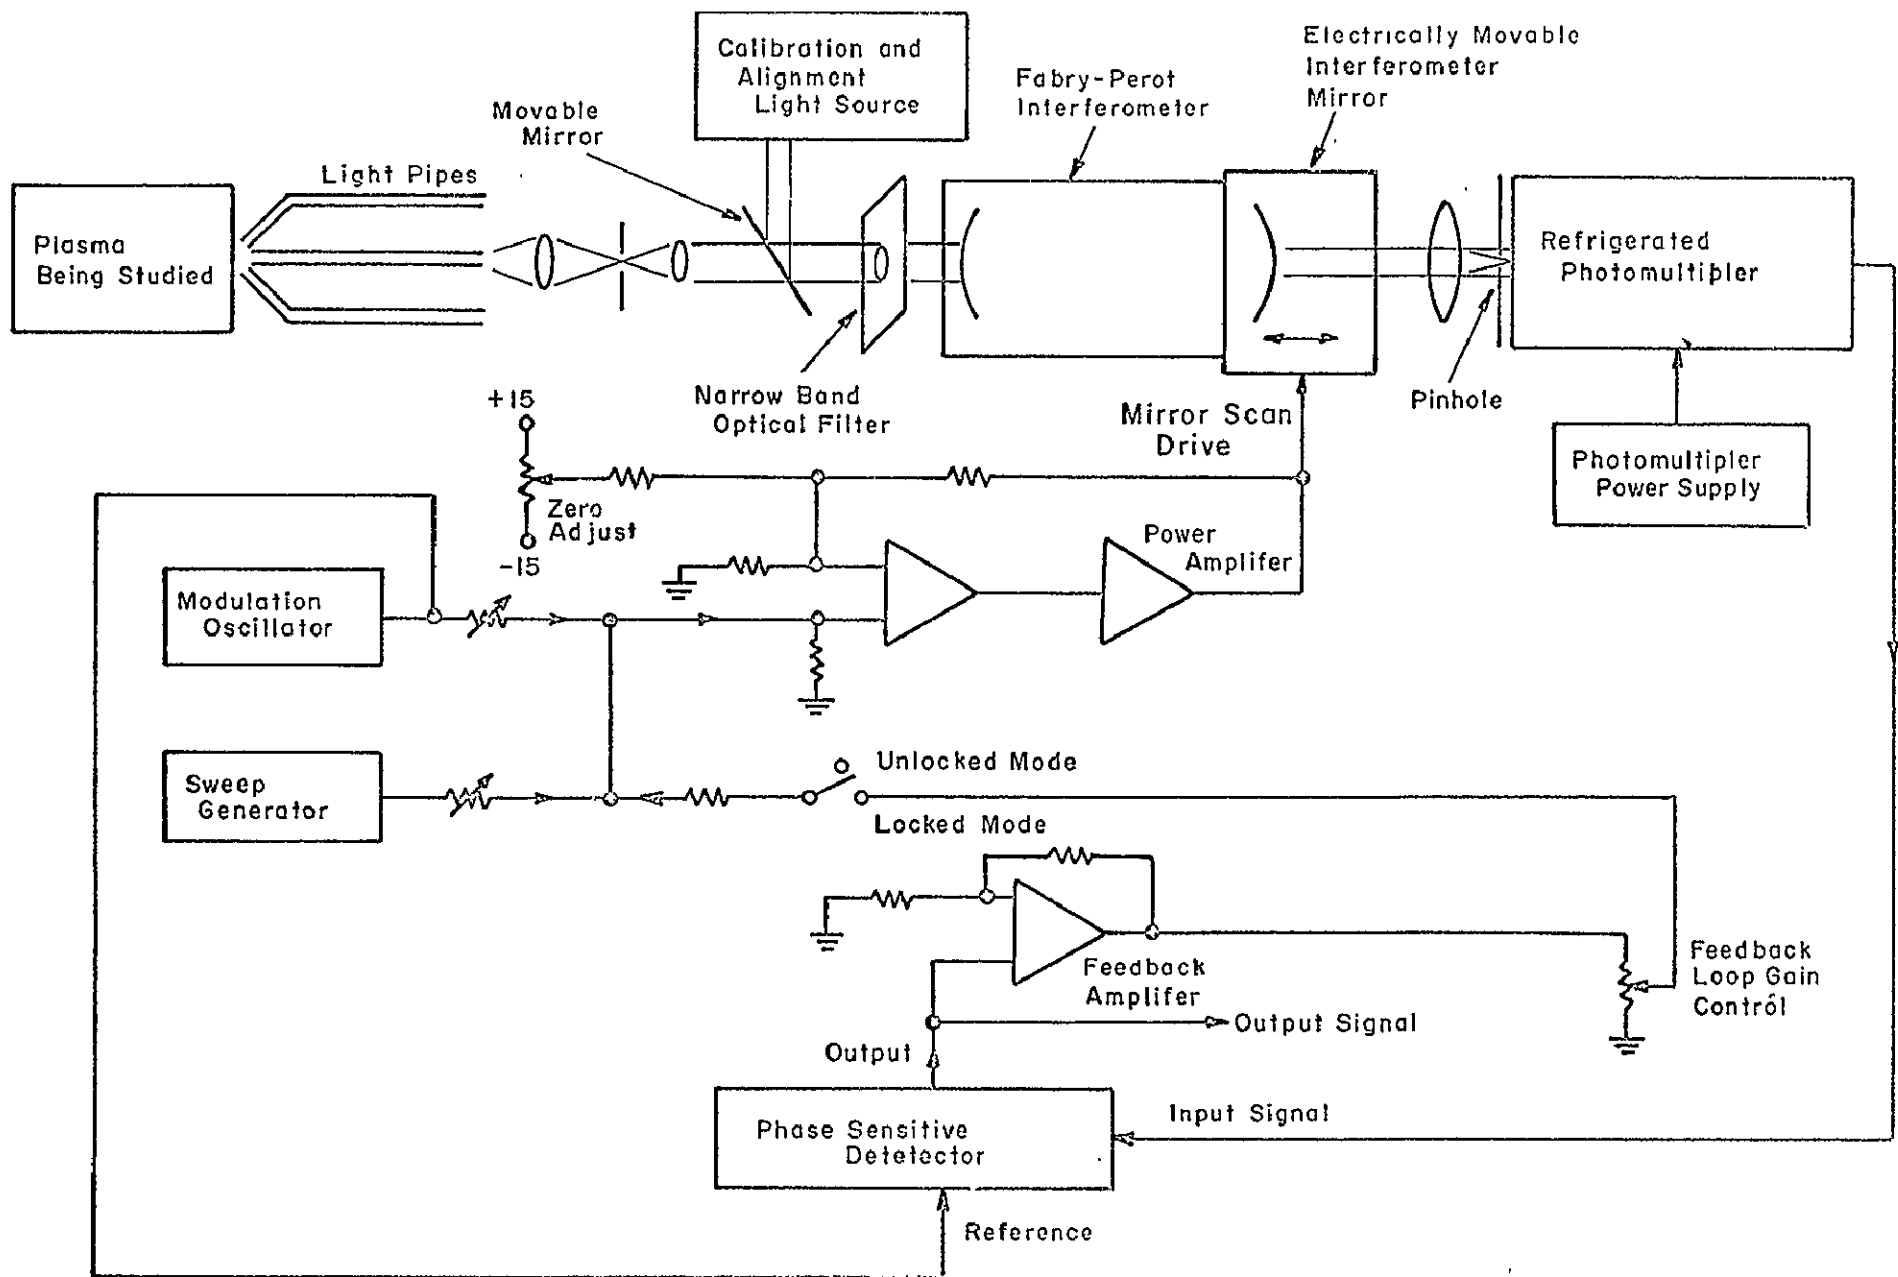 Calibration and
Alignment
Light Source
Electrically Movable
Interferometer
Mirror
Fabry-Perot
Interferometer
Movable
Mirror
Light Pipes
Plasma
Being Studied
Refrigerated
Photomultipler
Narrow Band
Optical Filter
Pinhole
Mirror Scan
Drive
Photomultipler
Power Supply
+15
Zero
Adjust
-15
Power
Amplifer
Modulation
Oscillator
Sweep
Generator
Unlocked Mode
Locked Mode
Feedback
Amplifer
Feedback
Loop Gain
Control
Output Signal
Output
Input Signal
Phase Sensitive
Detelector
Reference